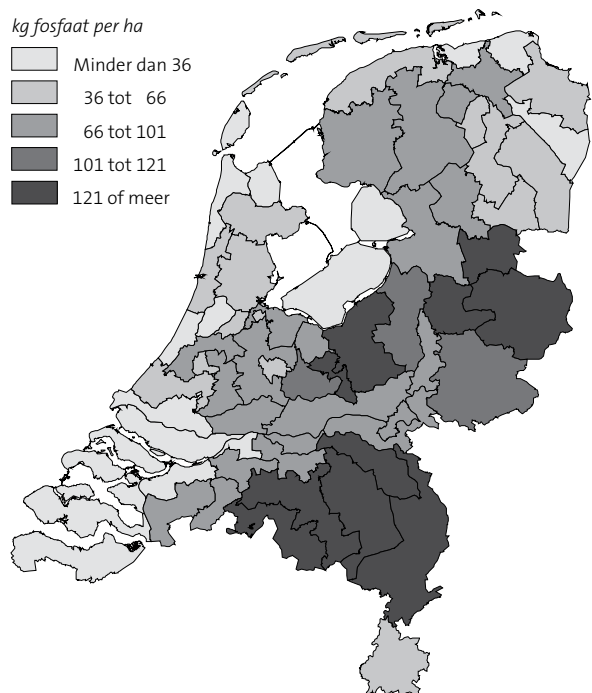 kg fosfaat per ha
Minder dan 36
36 tot 66
66 tot 101
101 tot 121
121 of meer